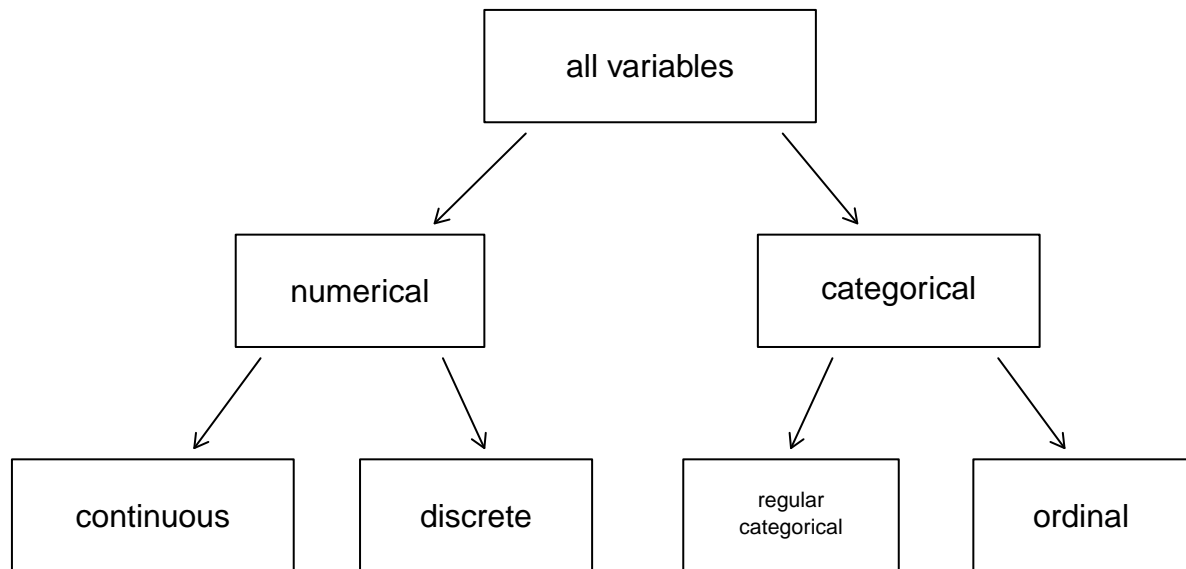 all variables
numerical
categorical
continuous
discrete
regular
categorical
ordinal